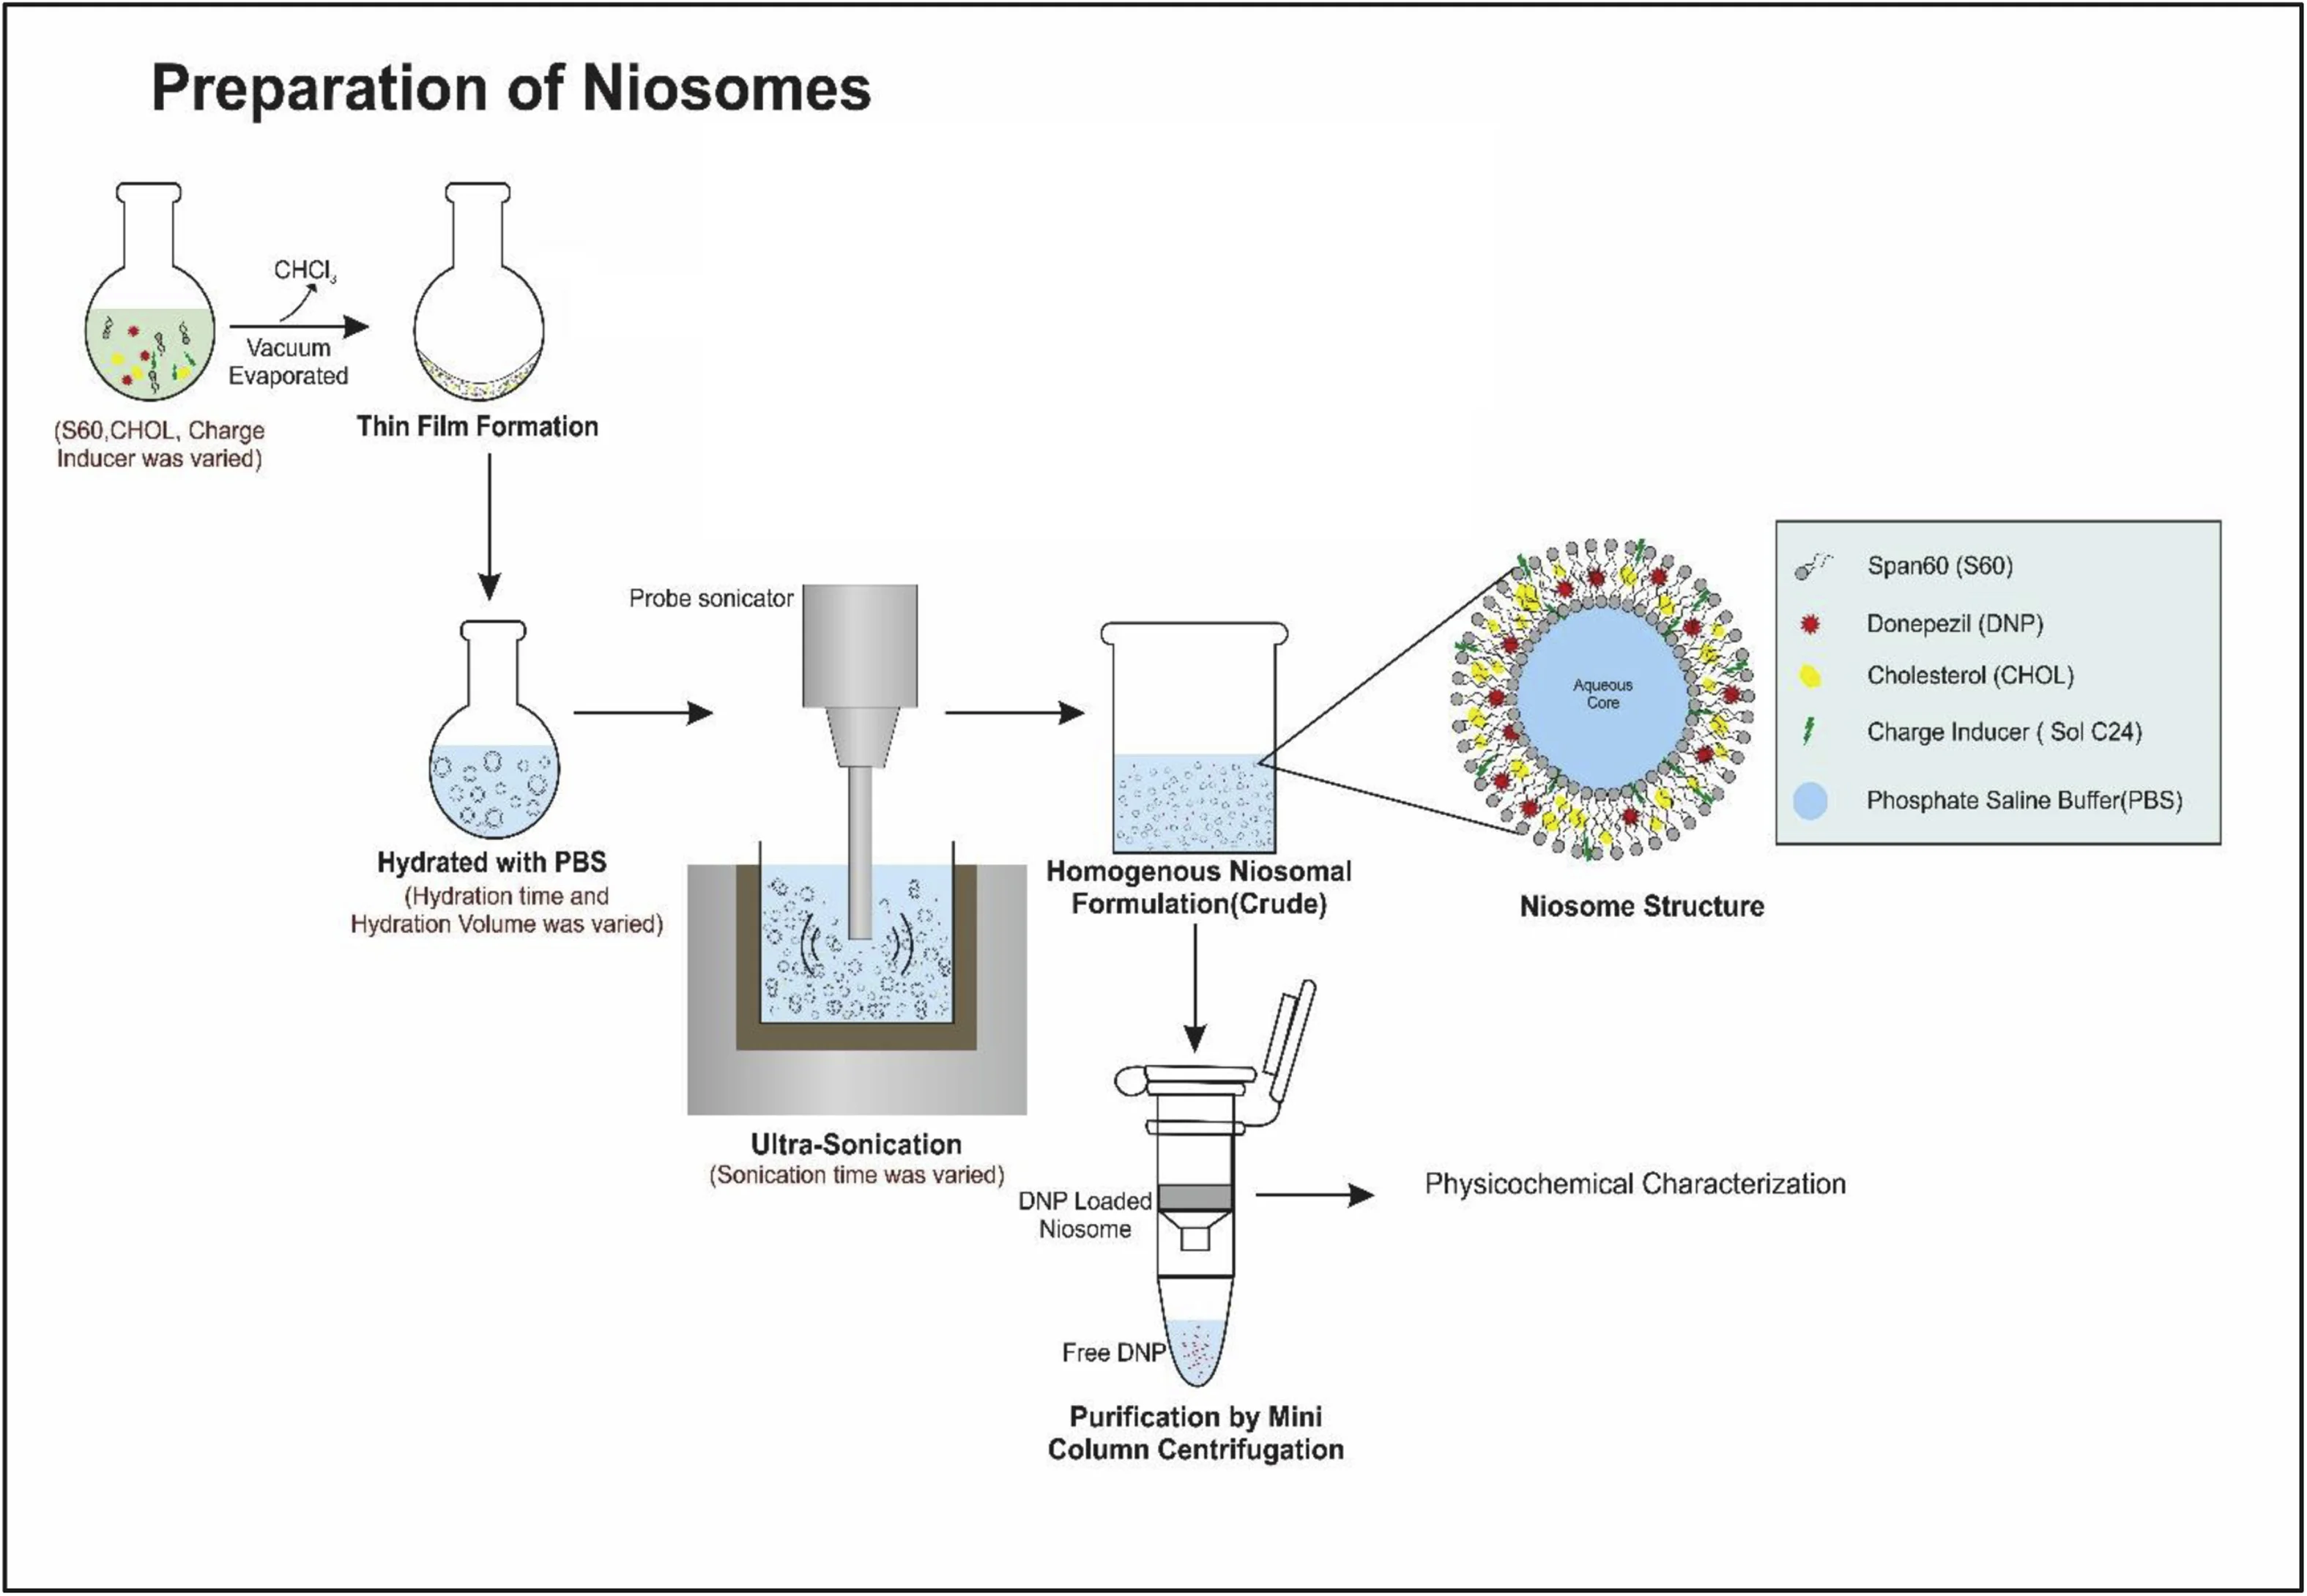 Preparation of Niosomes
CHCl3
Vacuum
Evaporated
(S60,CHOL, Charge
Inducer was varied)
Thin Film Formation
Hydrated with PBS
(Hydration time and
Hydration Volume was varied)
Probe sonicator
Ultra-Sonication
(Sonication time was varied)
Homogenous Niosomal
Formulation(Crude)
Aqueous
Core
Niosome Structure
Span60 (S60)
Donepezil (DNP)
Cholesterol (CHOL)
Charge Inducer ( Sol C24)
Phosphate Saline Buffer(PBS)
DNP Loaded
Niosome
Free DNP
Purification by Mini
Column Centrifugation
Physicochemical Characterization